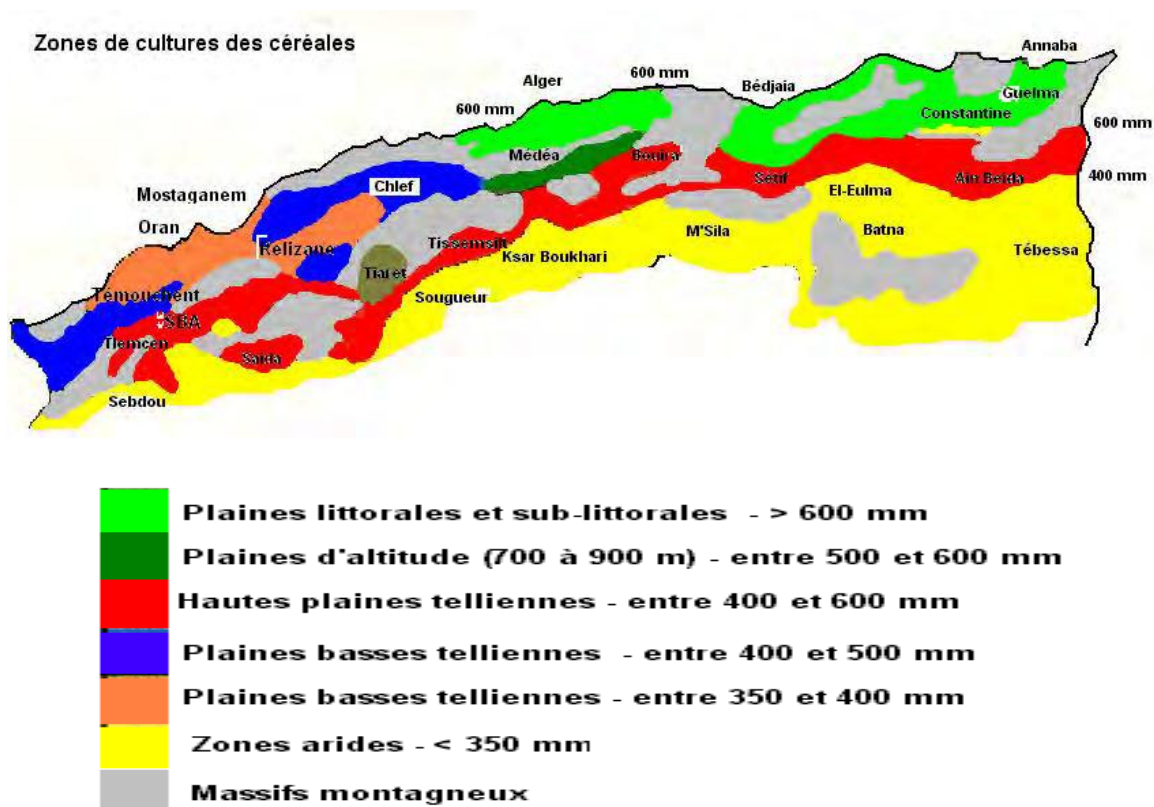 Zones de cultures des céréales
Annaba
Alger
600 mm
Bédjaia
Guelma
600 mm
Constantine
600 mm
Médéa
Bouira
Chlef
Sétif
Ain Beida
400 mm
Mostaganem
El-Eulma
Oran
M'Sila
Batna
Relizane
Tissemsilt
Ksar Boukhari
Tébessa
Tiaret
Témouchent
Sougueur
SBA
Tlemcen
Saida
Sebdou
Plaines littorales et sub-littorales - > 600 mm
Plaines d'altitude (700 à 900 m) - entre 500 et 600 mm
Hautes plaines telliennes - entre 400 et 600 mm
Plaines basses telliennes - entre 400 et 500 mm
Plaines basses telliennes - entre 350 et 400 mm
Zones arides - < 350 mm
Massifs montagneux